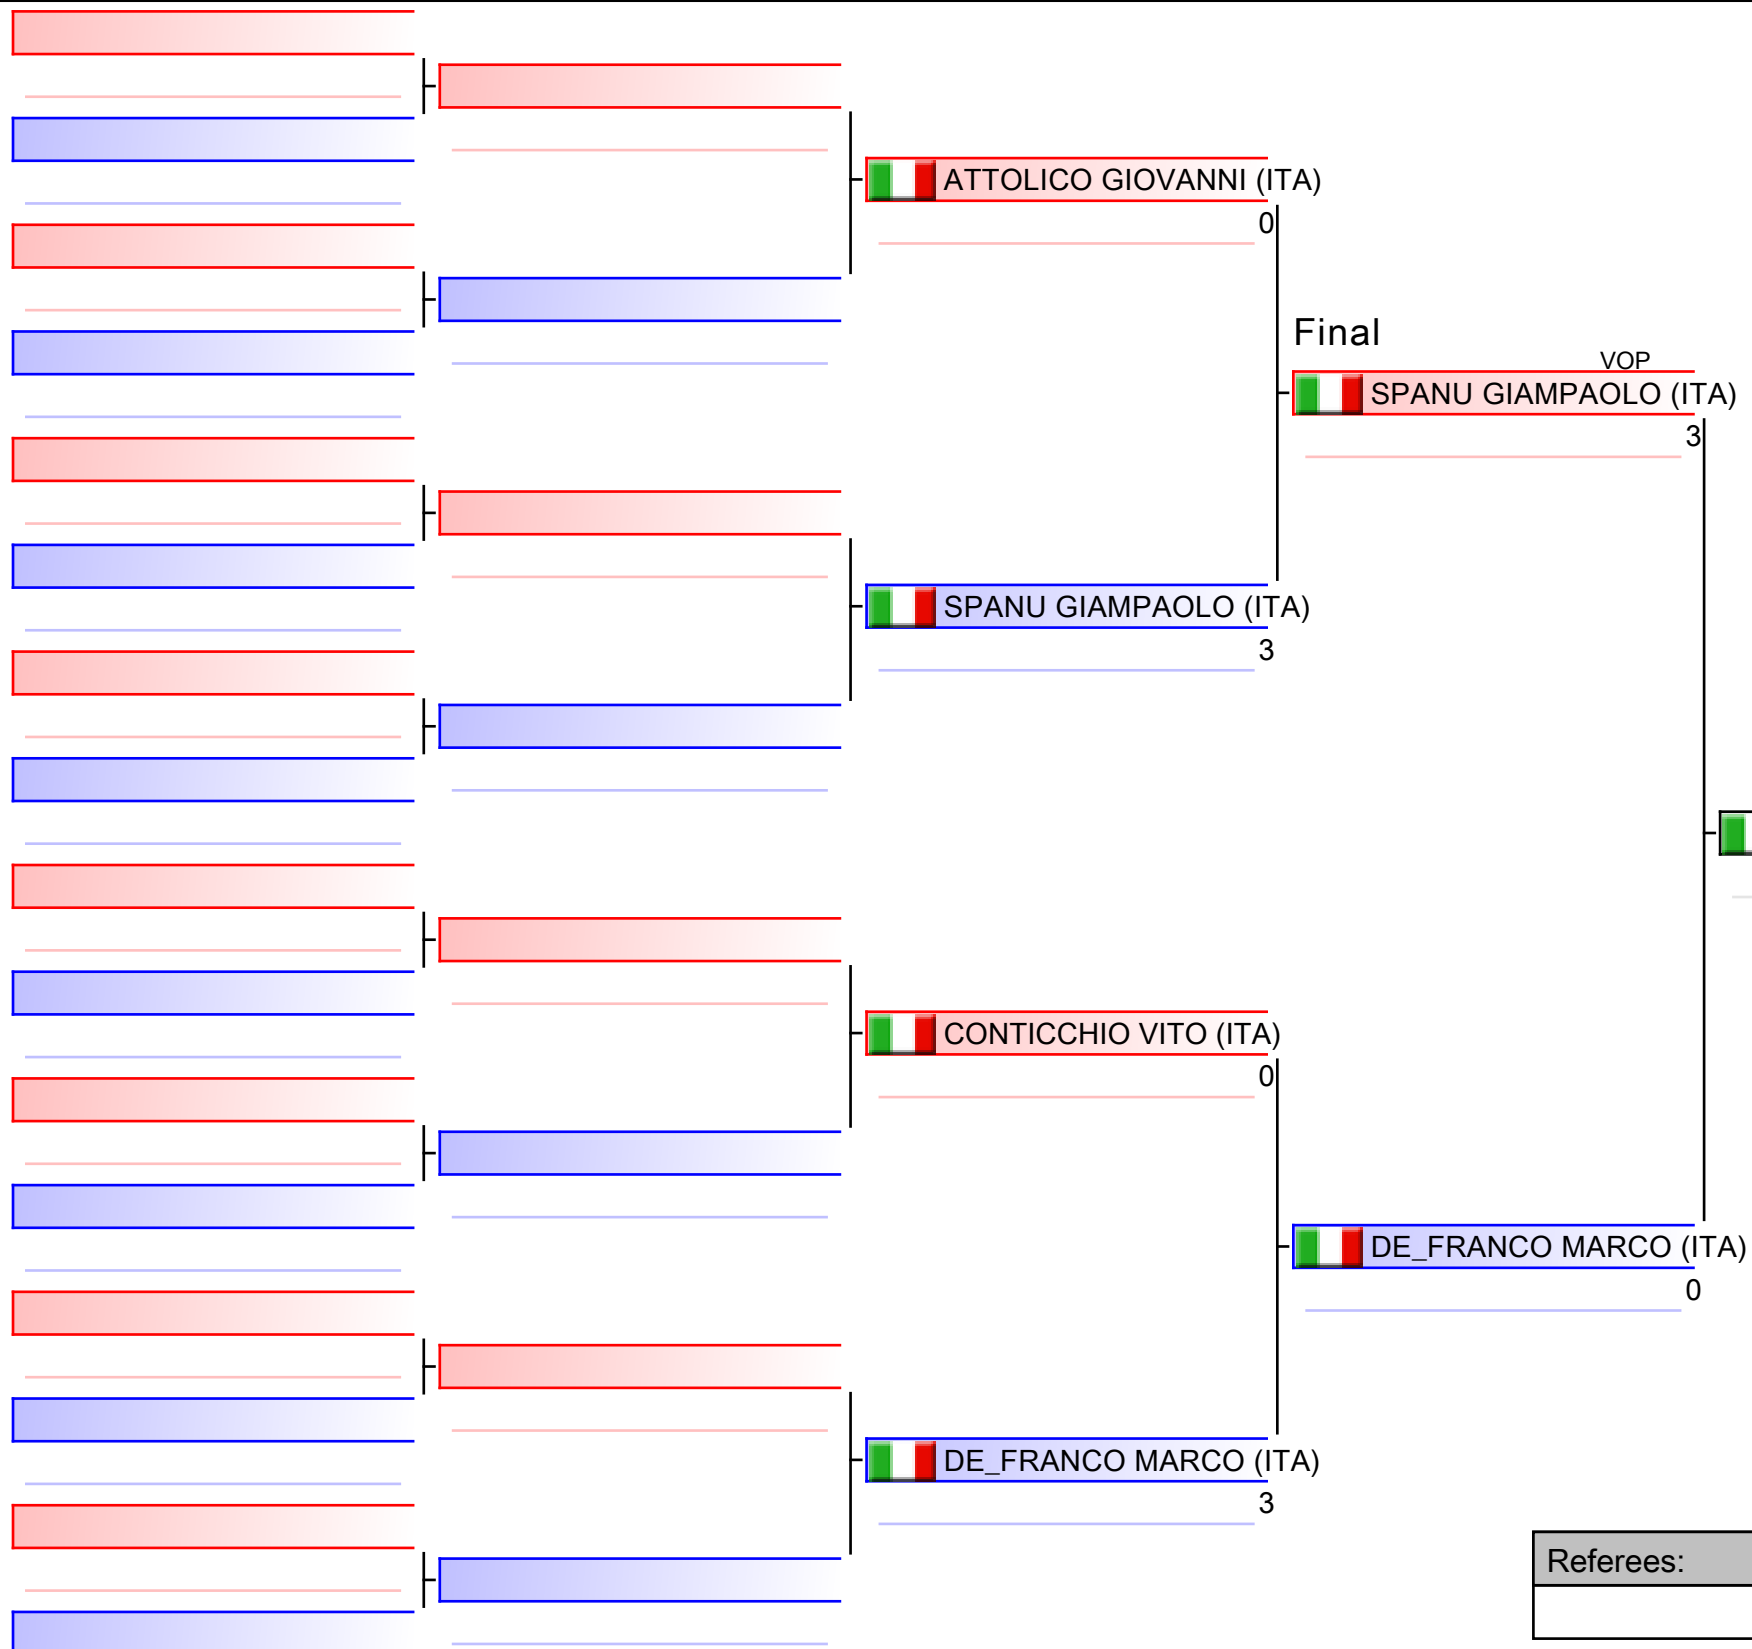 ATTOLICO GIOVANNI (ITA)
0
Final
VOP
SPANU GIAMPAOLO (ITA)
3
SPANU GIAMPAOLO (ITA)
3
CONTICCHIO VITO (ITA)
0
DE_FRANCO MARCO (ITA)
0
DE_FRANCO MARCO (ITA)
3
Referees: